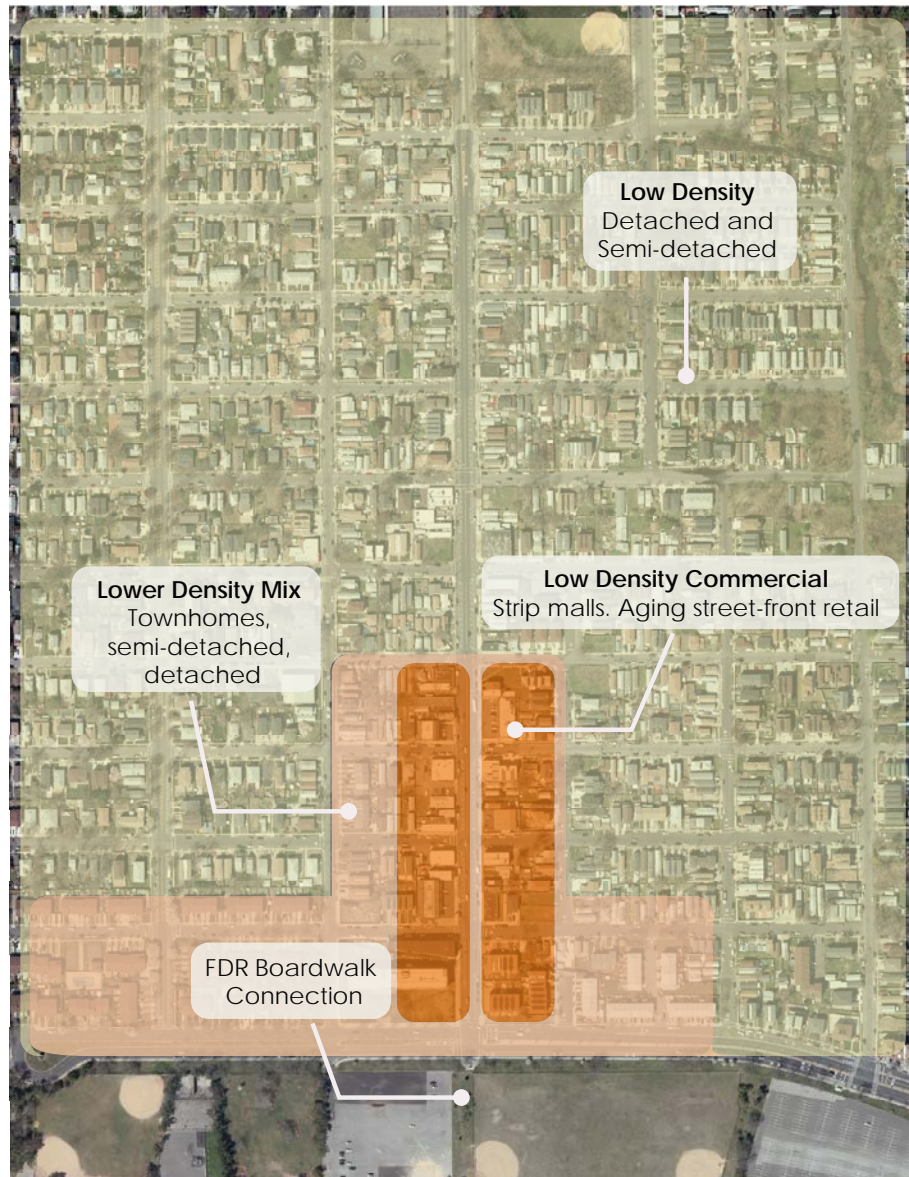 Low Density
Detached and
Semi-detached
Lower Density Mix
Townhomes,
semi-detached,
detached
Low Density Commercial
Strip malls. Aging street-front retail
FDR Boardwalk
Connection